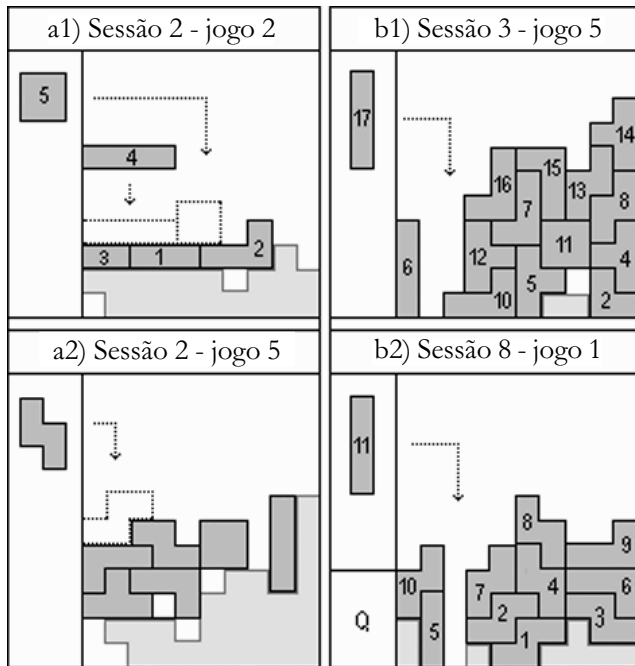 a1) Sessão 2 - jogo 2
5
4
3 1 2
b1) Sessão 3 - jogo 5
17
14
16 15 13
7 8
6 12 11 4
10 5 2
a2) Sessão 2 - jogo 5
b2) Sessão 8 - jogo 1
11
8 9
10 7 4 6
Q 5 2 3
1